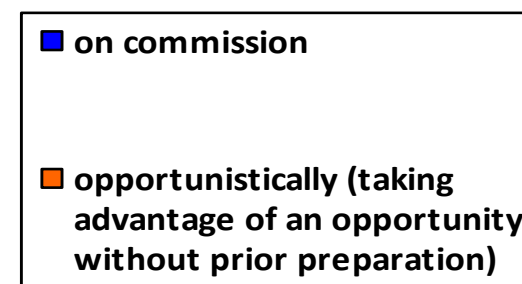 on commission
opportunistically (taking
advantage of an opportunity
without prior preparation)